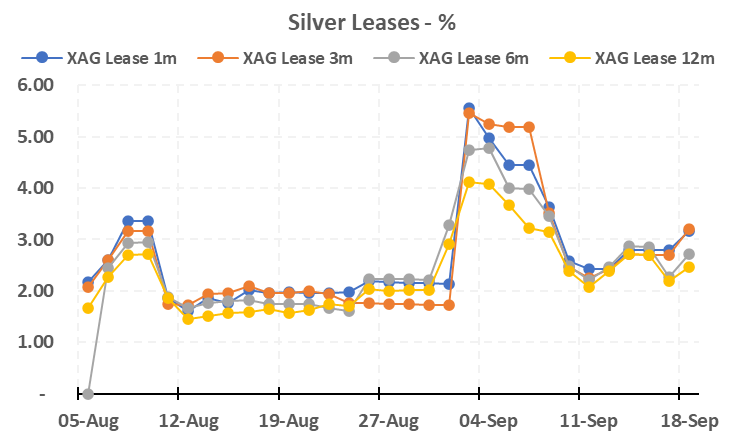 Silver Leases - %
XAG Lease 1m XAG Lease 3m XAG Lease 6m XAG Lease 12m
6.00
5.00
4.00
3.00
2.00
1.00
-
05-Aug 12-Aug 19-Aug 27-Aug 04-Sep 11-Sep 18-Sep